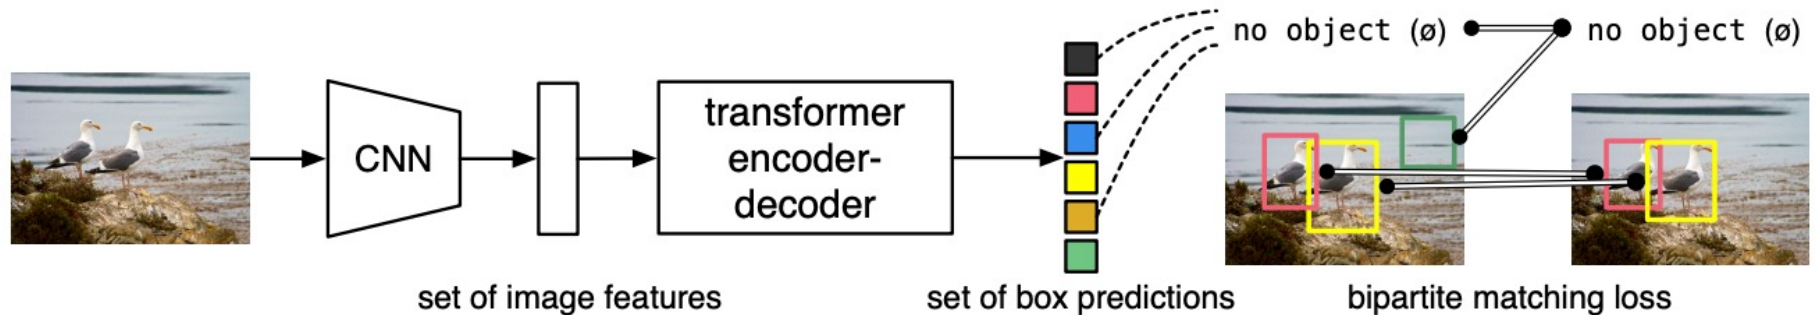 no object (ø)
no object (ø)
CNN
transformer
encoder-
decoder
set of image features
set of box predictions
bipartite matching loss